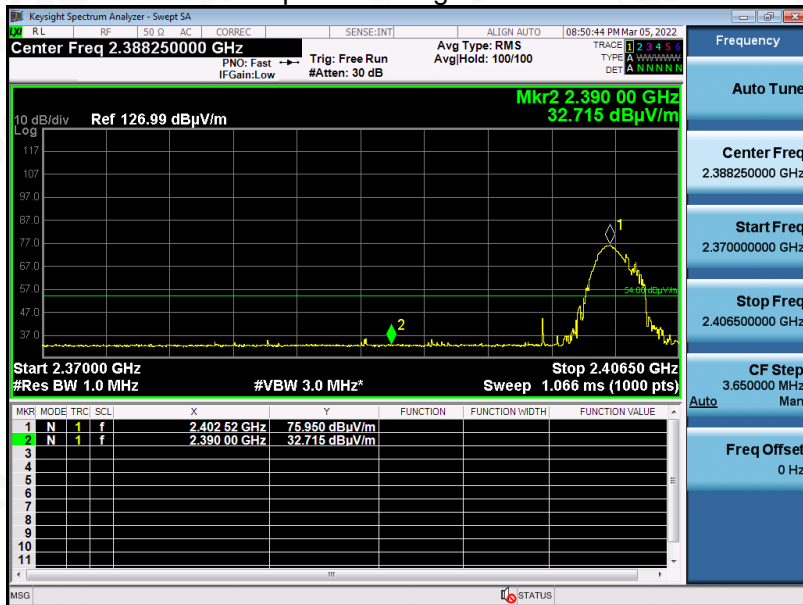 Keysight Spectrum Analyzer - Swept SA
LXI RL RF 50 Ω AC CORREC SENSE:INT ALIGN AUTO 08:50:44 PM Mar 05, 2022
Center Freq 2.388250000 GHz
PNO: Fast
IFGain:Low
Trig: Free Run
#Atten: 30 dB
Avg Type: RMS
Avg|Hold: 100/100
TRACE 1 2 3 4 5 6
TYPE A WWWWW
DET A N N N N N
Mkr2 2.390 00 GHz
32.715 dBµV/m
10 dB/div Ref 126.99 dBµV/m
Log
117
107
97.0
87.0
77.0
67.0
57.0
47.0
37.0
1
54.00 dBµV/m
2
Start 2.37000 GHz Stop 2.40650 GHz
#Res BW 1.0 MHz #VBW 3.0 MHz* Sweep 1.066 ms (1000 pts)
MKR MODE TRC SCL X Y FUNCTION FUNCTION WIDTH FUNCTION VALUE
1 N 1 f 2.402 52 GHz 75.950 dBµV/m
2 N 1 f 2.390 00 GHz 32.715 dBµV/m
3
4
5
6
7
8
9
10
11
MSG STATUS
Frequency
Auto Tune
Center Freq
2.388250000 GHz
Start Freq
2.370000000 GHz
Stop Freq
2.406500000 GHz
CF Step
3.650000 MHz
Auto Man
Freq Offset
0 Hz